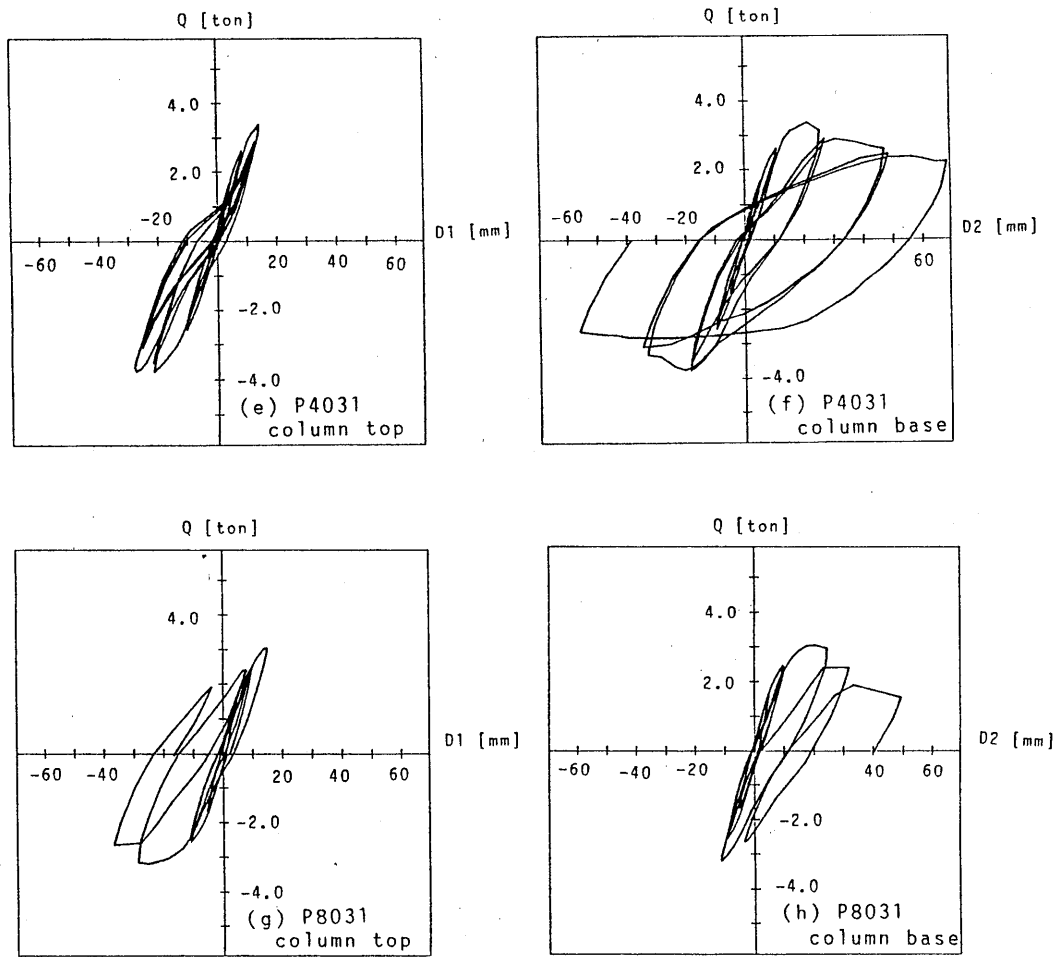 Q [ton]
4.0
2.0
-20
D1 [mm]
-60 -40 20 40 60
-2.0
-4.0
(e) P4031
column top
Q [ton]
4.0
2.0
-60 -40 -20
D2 [mm]
60
-4.0
(f) P4031
column base
Q [ton]
4.0
D1 [mm]
-60 -40 20 40 60
-2.0
-4.0
(g) P8031
column top
Q [ton]
4.0
2.0
D2 [mm]
-60 -40 -20 40 60
-2.0
-4.0
(h) P8031
column base